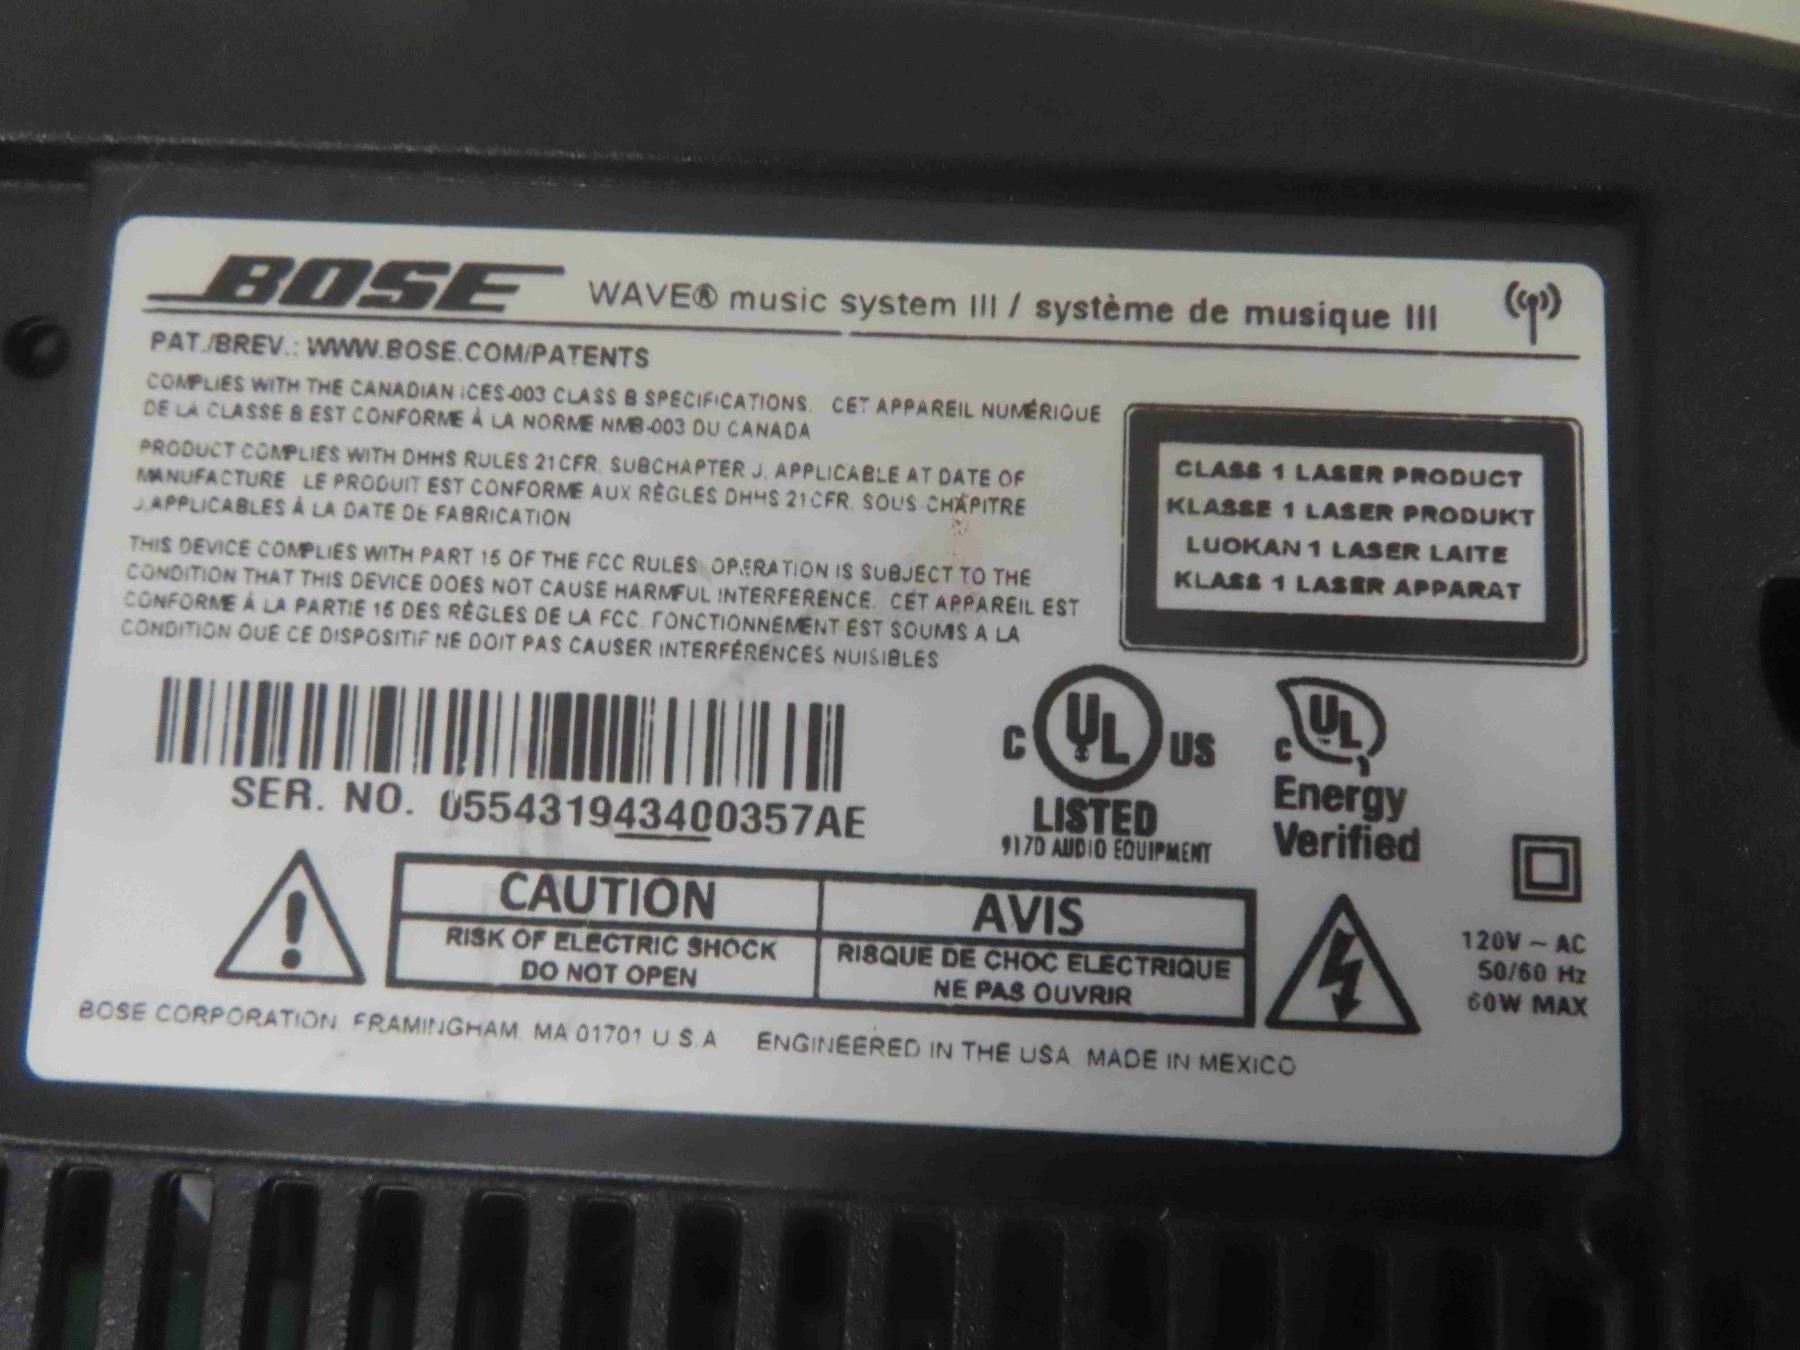 BOSE WAVE® music system III / système de musique III
PAT./BREV.: WWW.BOSE.COM/PATENTS
COMPLIES WITH THE CANADIAN ICES-003 CLASS B SPECIFICATIONS. CET APPAREIL NUMÉRIQUE
DE LA CLASSE B EST CONFORME À LA NORME NMB-003 DU CANADA
PRODUCT COMPLIES WITH DHHS RULES 21CFR. SUBCHAPTER J. APPLICABLE AT DATE OF
MANUFACTURE LE PRODUIT EST CONFORME AUX RÈGLES DHHS 21CFR. SOUS CHAPITRE
J.APPLICABLES À LA DATE DE FABRICATION
THIS DEVICE COMPLIES WITH PART 15 OF THE FCC RULES. OPERATION IS SUBJECT TO THE
CONDITION THAT THIS DEVICE DOES NOT CAUSE HARMFUL INTERFERENCE. CET APPAREIL EST
CONFORME À LA PARTIE 15 DES RÈGLES DE LA FCC. FONCTIONNEMENT EST SOUMIS A LA
CONDITION QUE CE DISPOSITIF NE DOIT PAS CAUSER INTERFÉRENCES NUISIBLES
CLASS 1 LASER PRODUCT
KLASSE 1 LASER PRODUKT
LUOKAN 1 LASER LAITE
KLASS 1 LASER APPARAT
SER. NO. 055431943400357AE
C UL US
LISTED
917D AUDIO EQUIPMENT
C UL
Energy
Verified
CAUTION
RISK OF ELECTRIC SHOCK
DO NOT OPEN
AVIS
RISQUE DE CHOC ELECTRIQUE
NE PAS OUVRIR
120V ~ AC
50/60 Hz
60W MAX
BOSE CORPORATION, FRAMINGHAM, MA 01701 U.S.A ENGINEERED IN THE USA MADE IN MEXICO